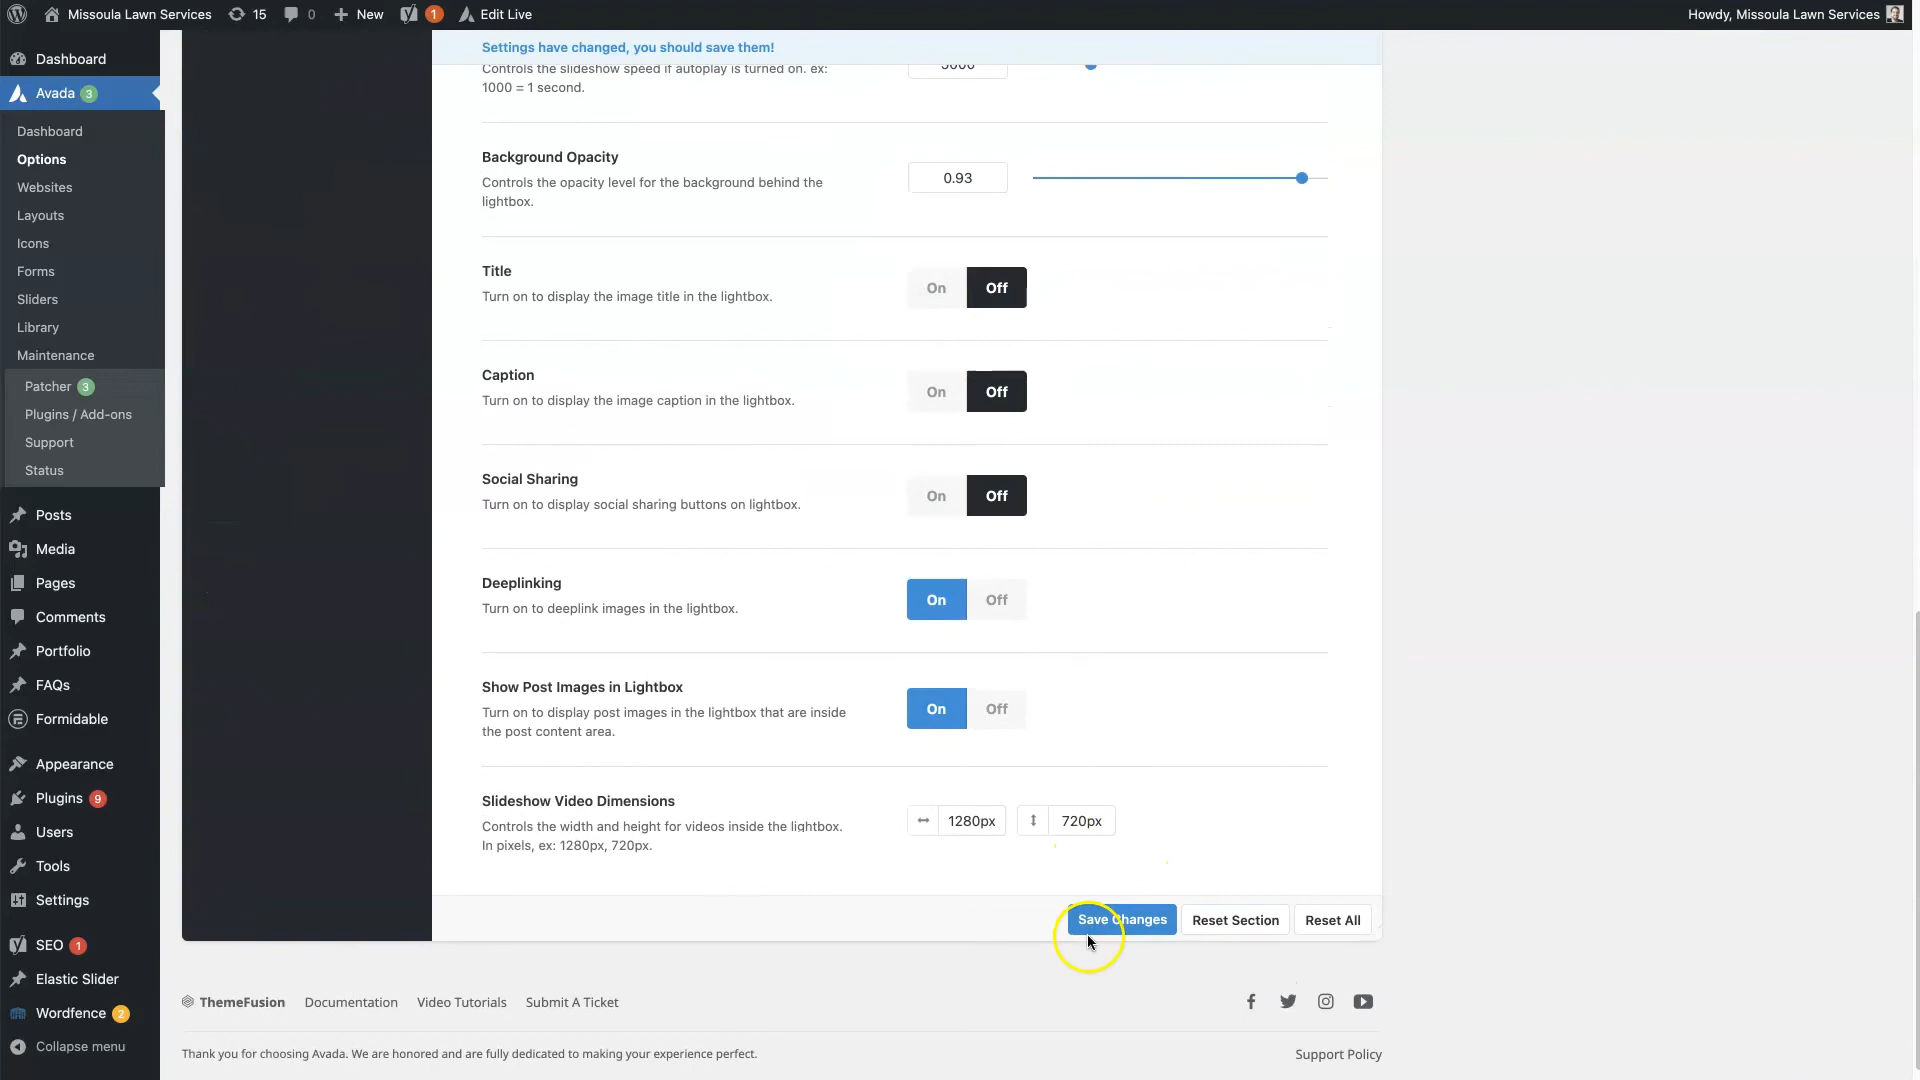 Missoula Lawn Services
15
0
New
1
Edit Live
Howdy, Missoula Lawn Services
Dashboard
Avada 3
Dashboard
Options
Websites
Layouts
Icons
Forms
Sliders
Library
Maintenance
Patcher 3
Plugins / Add-ons
Support
Status
Posts
Media
Pages
Comments
Portfolio
FAQs
Formidable
Appearance
Plugins 9
Users
Tools
Settings
SEO 1
Elastic Slider
Wordfence 2
Collapse menu
Settings have changed, you should save them!
Controls the slideshow speed if autoplay is turned on. ex:
1000 = 1 second.
Background Opacity
Controls the opacity level for the background behind the
lightbox.
0.93
Title
Turn on to display the image title in the lightbox.
On Off
Caption
Turn on to display the image caption in the lightbox.
On Off
Social Sharing
Turn on to display social sharing buttons on lightbox.
On Off
Deeplinking
Turn on to deeplink images in the lightbox.
On Off
Show Post Images in Lightbox
Turn on to display post images in the lightbox that are inside
the post content area.
On Off
Slideshow Video Dimensions
Controls the width and height for videos inside the lightbox.
In pixels, ex: 1280px, 720px.
1280px 720px
Save Changes Reset Section Reset All
ThemeFusion Documentation Video Tutorials Submit A Ticket
Thank you for choosing Avada. We are honored and are fully dedicated to making your experience perfect.
Support Policy